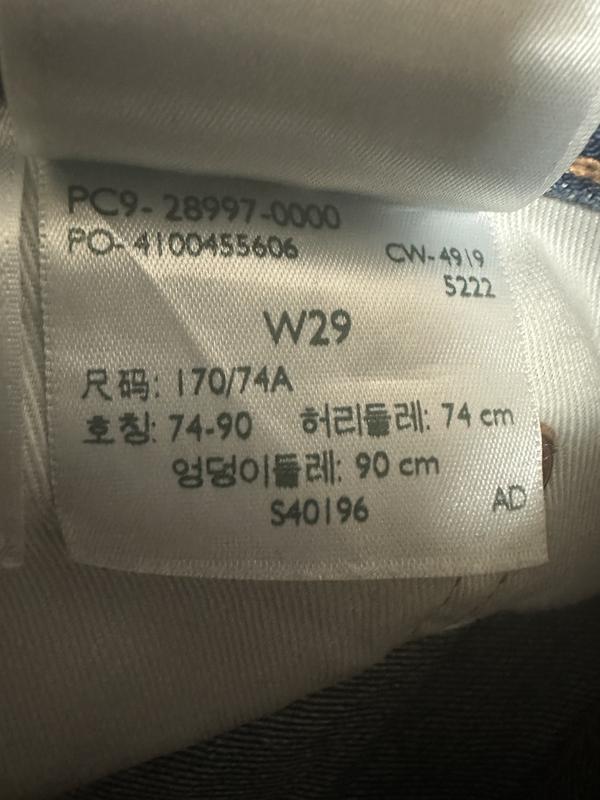 PC9- 28997-0000
PO- 4100455606 CW- 4919
5222
W29
尺码: 170/74A
호칭: 74-90 허리둘레: 74 cm
엉덩이둘레: 90 cm
S40196 AD